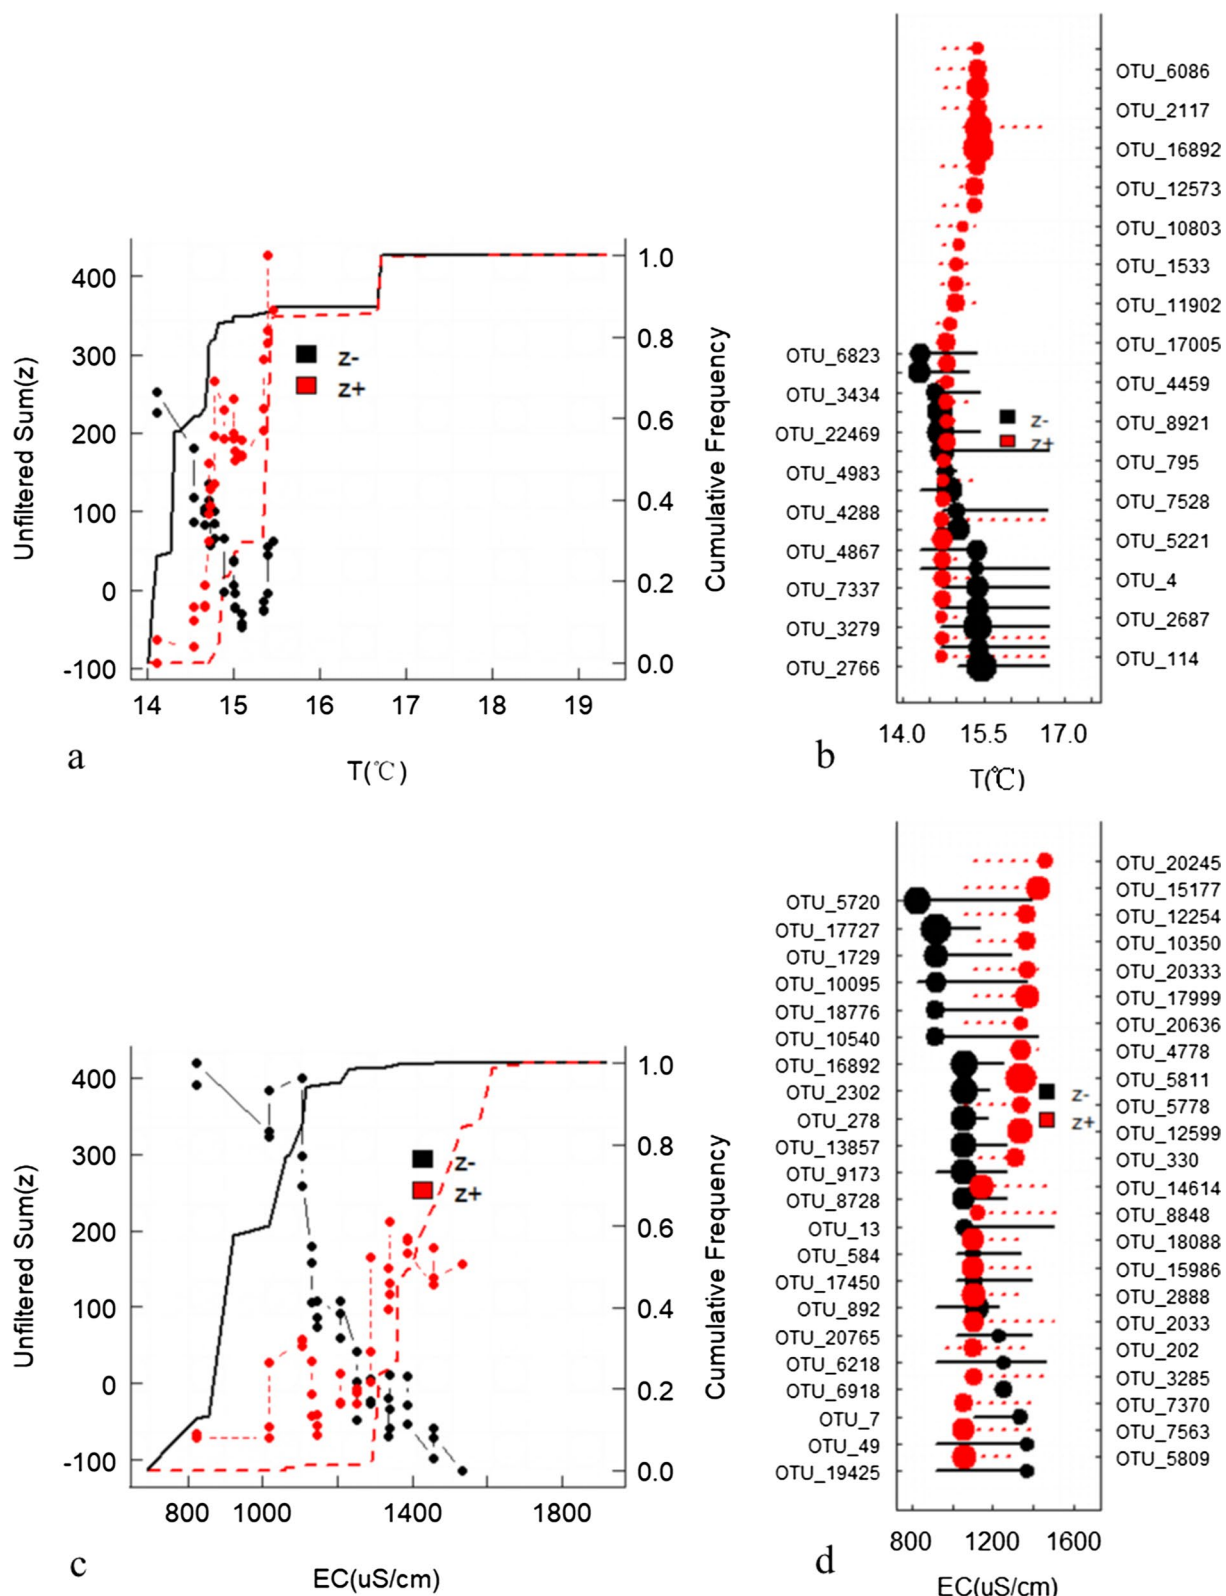 Unfiltered Sum(z)
400
300
200
100
0
-100
1.0
0.8
0.6
0.4
0.2
0.0
Cumulative Frequency
z-
z+
14 15 16 17 18 19
T(℃)
a
OTU_6823
OTU_3434
OTU_22469
OTU_4983
OTU_4288
OTU_4867
OTU_7337
OTU_3279
OTU_2766
OTU_6086
OTU_2117
OTU_16892
OTU_12573
OTU_10803
OTU_1533
OTU_11902
OTU_17005
OTU_4459
OTU_8921
OTU_795
OTU_7528
OTU_5221
OTU_4
OTU_2687
OTU_114
z-
z+
14.0 15.5 17.0
T(℃)
b
Unfiltered Sum(z)
400
300
200
100
0
-100
1.0
0.8
0.6
0.4
0.2
0.0
Cumulative Frequency
z-
z+
800 1000 1400 1800
EC(uS/cm)
c
OTU_5720
OTU_17727
OTU_1729
OTU_10095
OTU_18776
OTU_10540
OTU_16892
OTU_2302
OTU_278
OTU_13857
OTU_9173
OTU_8728
OTU_13
OTU_584
OTU_17450
OTU_892
OTU_20765
OTU_6218
OTU_6918
OTU_7
OTU_49
OTU_19425
OTU_20245
OTU_15177
OTU_12254
OTU_10350
OTU_20333
OTU_17999
OTU_20636
OTU_4778
OTU_5811
OTU_5778
OTU_12599
OTU_330
OTU_14614
OTU_8848
OTU_18088
OTU_15986
OTU_2888
OTU_2033
OTU_202
OTU_3285
OTU_7370
OTU_7563
OTU_5809
z-
z+
800 1200 1600
EC(uS/cm)
d